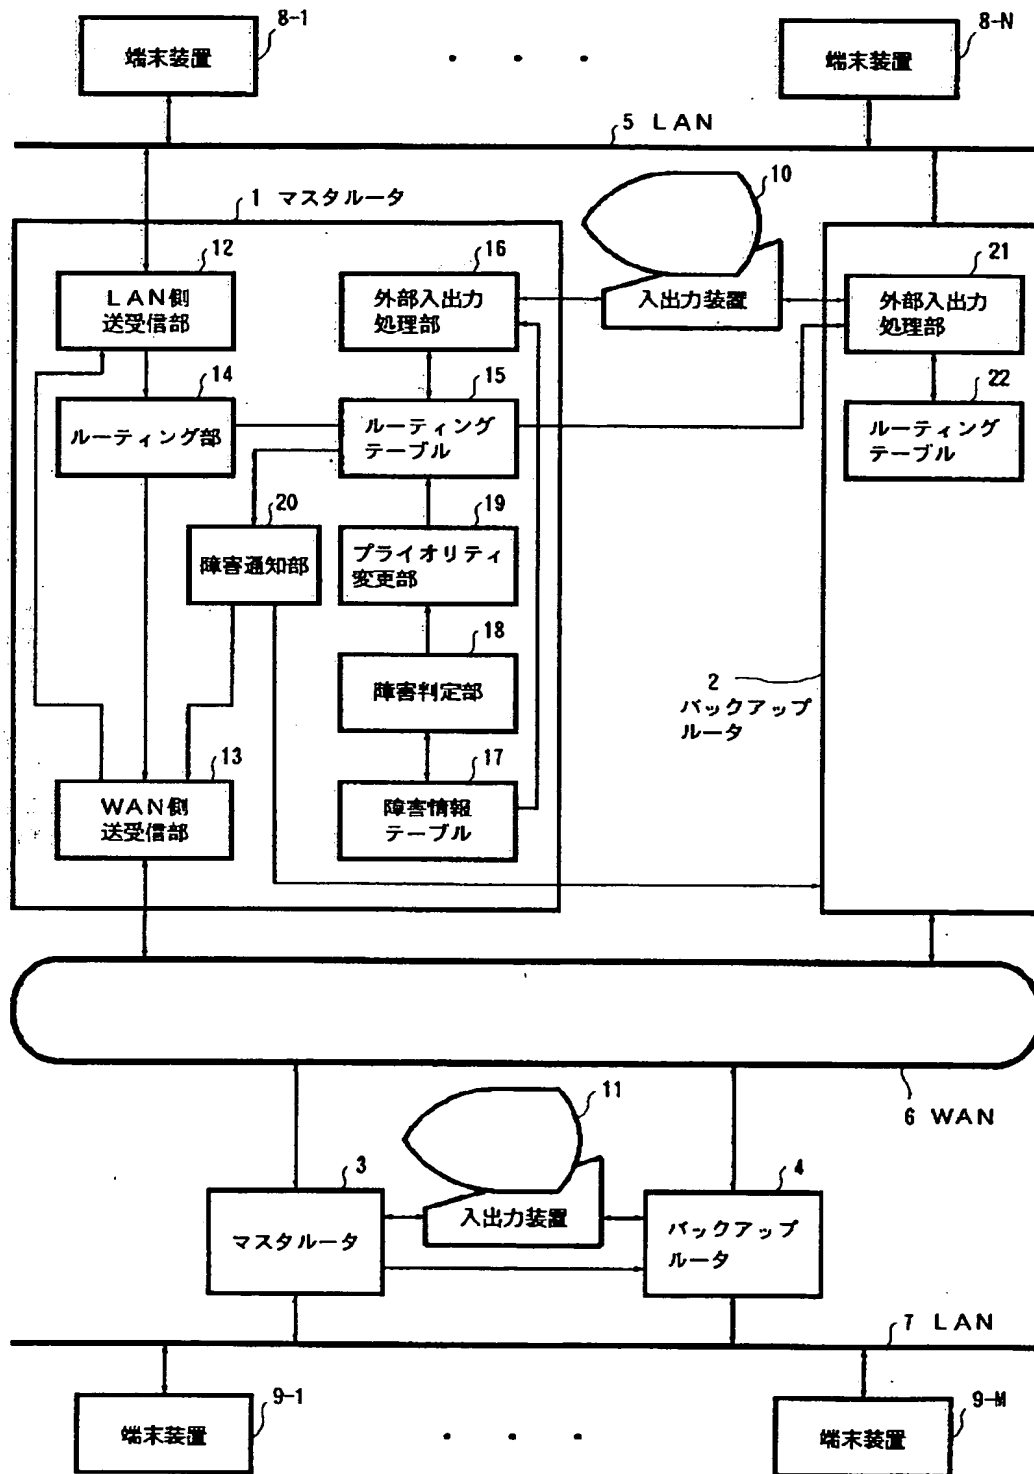 8-1
端末装置
・ ・ ・
8-N
端末装置
5 LAN
1 マスタルータ
12
LAN側
送受信部
14
ルーティング部
20
障害通知部
13
WAN側
送受信部
16
外部入出力
処理部
15
ルーティング
テーブル
19
プライオリティ
変更部
18
障害判定部
17
障害情報
テーブル
10
入出力装置
21
外部入出力
処理部
22
ルーティング
テーブル
2
バックアップ
ルータ
6 WAN
11
入出力装置
3
マスタルータ
4
バックアップ
ルータ
7 LAN
9-1
端末装置
・ ・ ・
9-M
端末装置